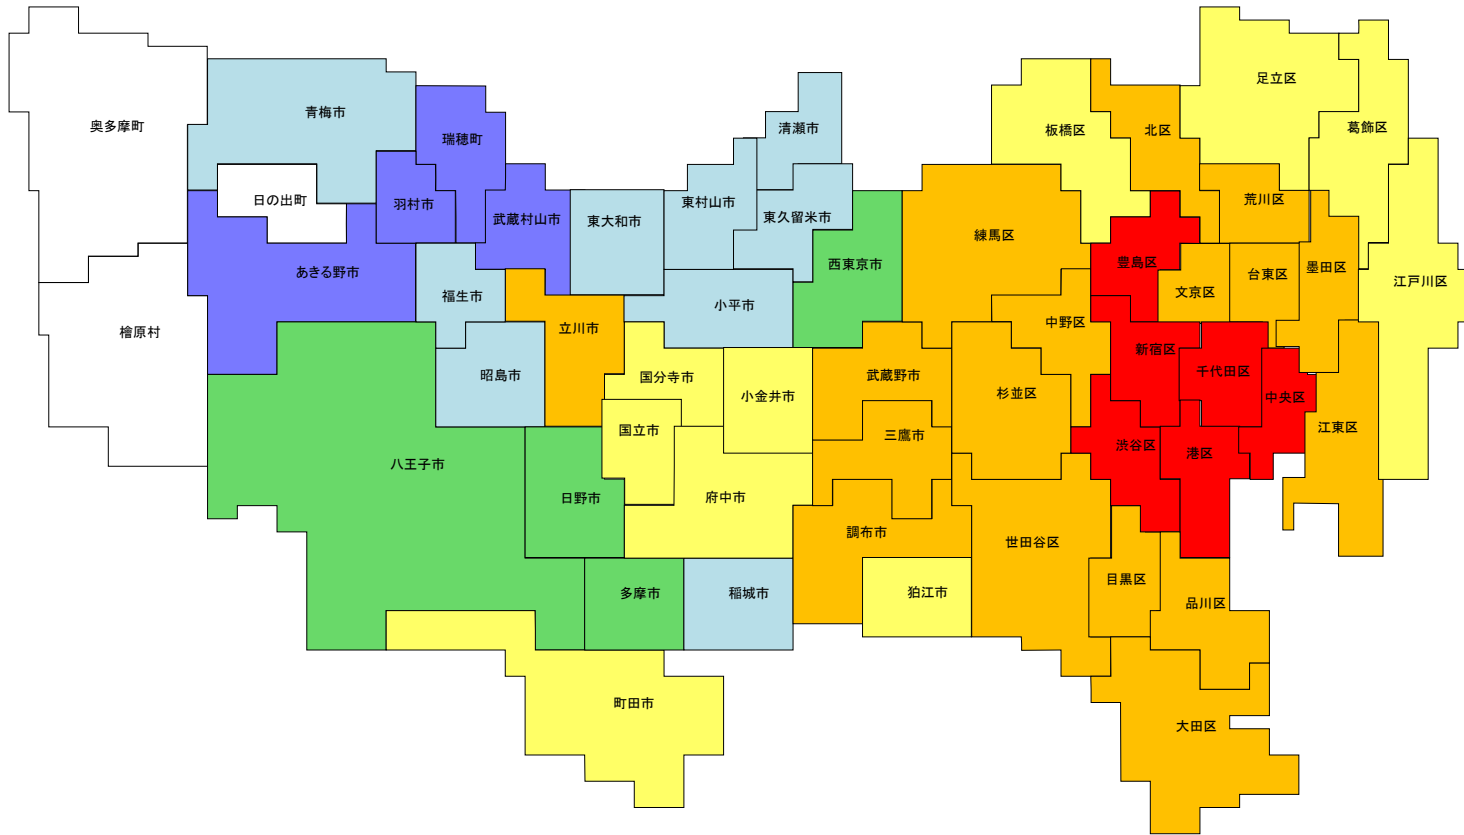 足立区
奥多摩町
青梅市
瑞穂町
清瀬市
板橋区
北区
葛飾区
日の出町
羽村市
武蔵村山市
東大和市
東村山市
東久留米市
練馬区
荒川区
あきる野市
西東京市
豊島区
台東区
墨田区
江戸川区
福生市
文京区
檜原村
立川市
小平市
中野区
新宿区
昭島市
国分寺市
小金井市
武蔵野市
杉並区
千代田区
中央区
国立市
三鷹市
渋谷区
港区
江東区
八王子市
日野市
府中市
調布市
世田谷区
多摩市
稲城市
狛江市
目黒区
品川区
町田市
大田区